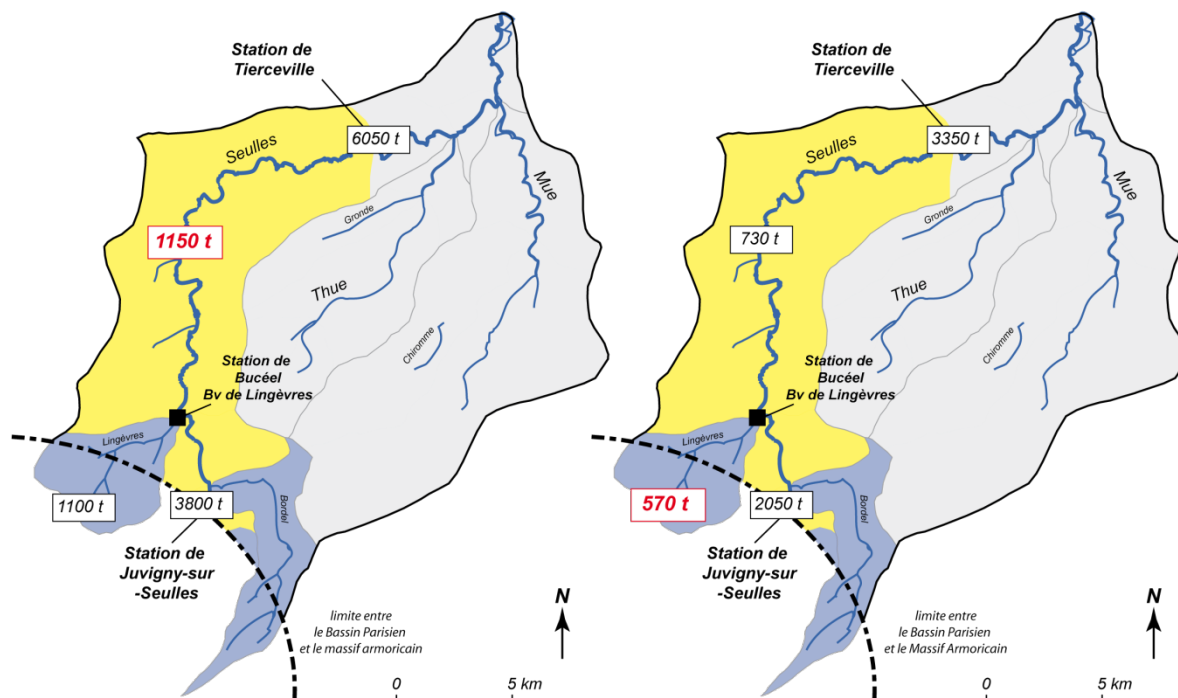 Station de
Tierceville
6050 t
Seulles
Mue
Gronde
1150 t
Thue
Chiromme
Station de
Bucéel
Bv de Lingèvres
Lingèvres
1100 t
3800 t
Bordel
Station de
Juvigny-sur
-Seulles
limite entre
le Bassin Parisien
et le massif armoricain
N
0
5 km
Station de
Tierceville
3350 t
Seulles
Mue
Gronde
730 t
Thue
Chiromme
Station de
Bucéel
Bv de Lingèvres
Lingèvres
570 t
2050 t
Bordel
Station de
Juvigny-sur
-Seulles
limite entre
le Bassin Parisien
et le Massif Armoricain
N
0
5 km